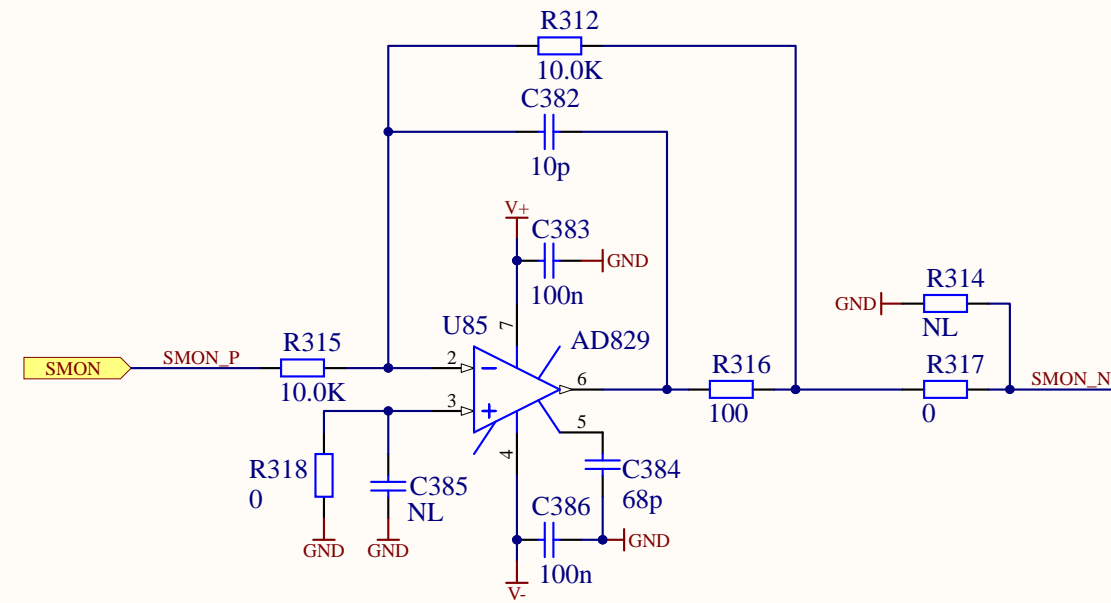 R312
10.0K
C382
10p
V+
C383
GND
100n
R314
GND
NL
7
U85
AD829
R315
SMON
SMON_P
2
10.0K
6
R316
100
R317
0
SMON_N
3
5
4
R318
0
C385
NL
C384
68p
C386
GND
GND
GND
100n
V-